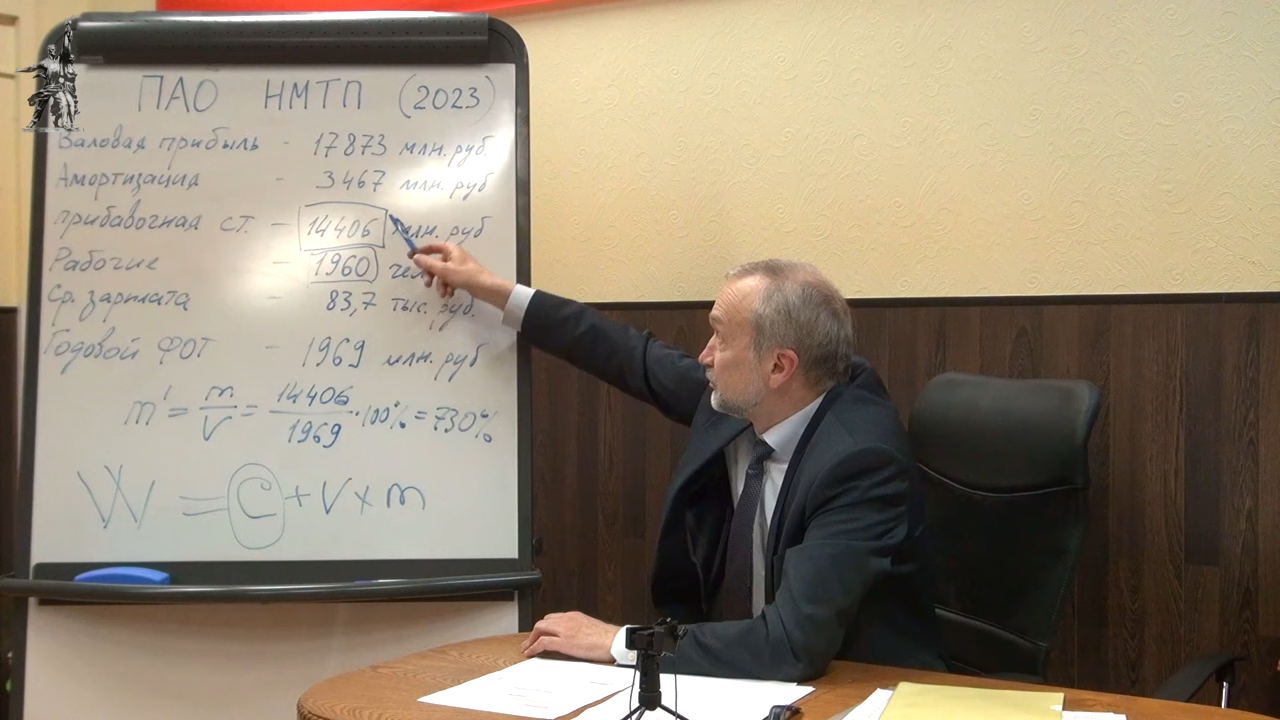 ПАО НМТП (2023)
Валовая прибыль - 17873 млн. руб.
Амортизация - 3467 млн. руб
прибавочная ст. - 14406 млн. руб
Рабочие - 1960 чел
Ср. зарплата - 83,7 тыс. руб.
Годовой ФОТ - 1969 млн. руб
m' = m/V = 14406/1969 · 100% = 730%
W = C + V x m